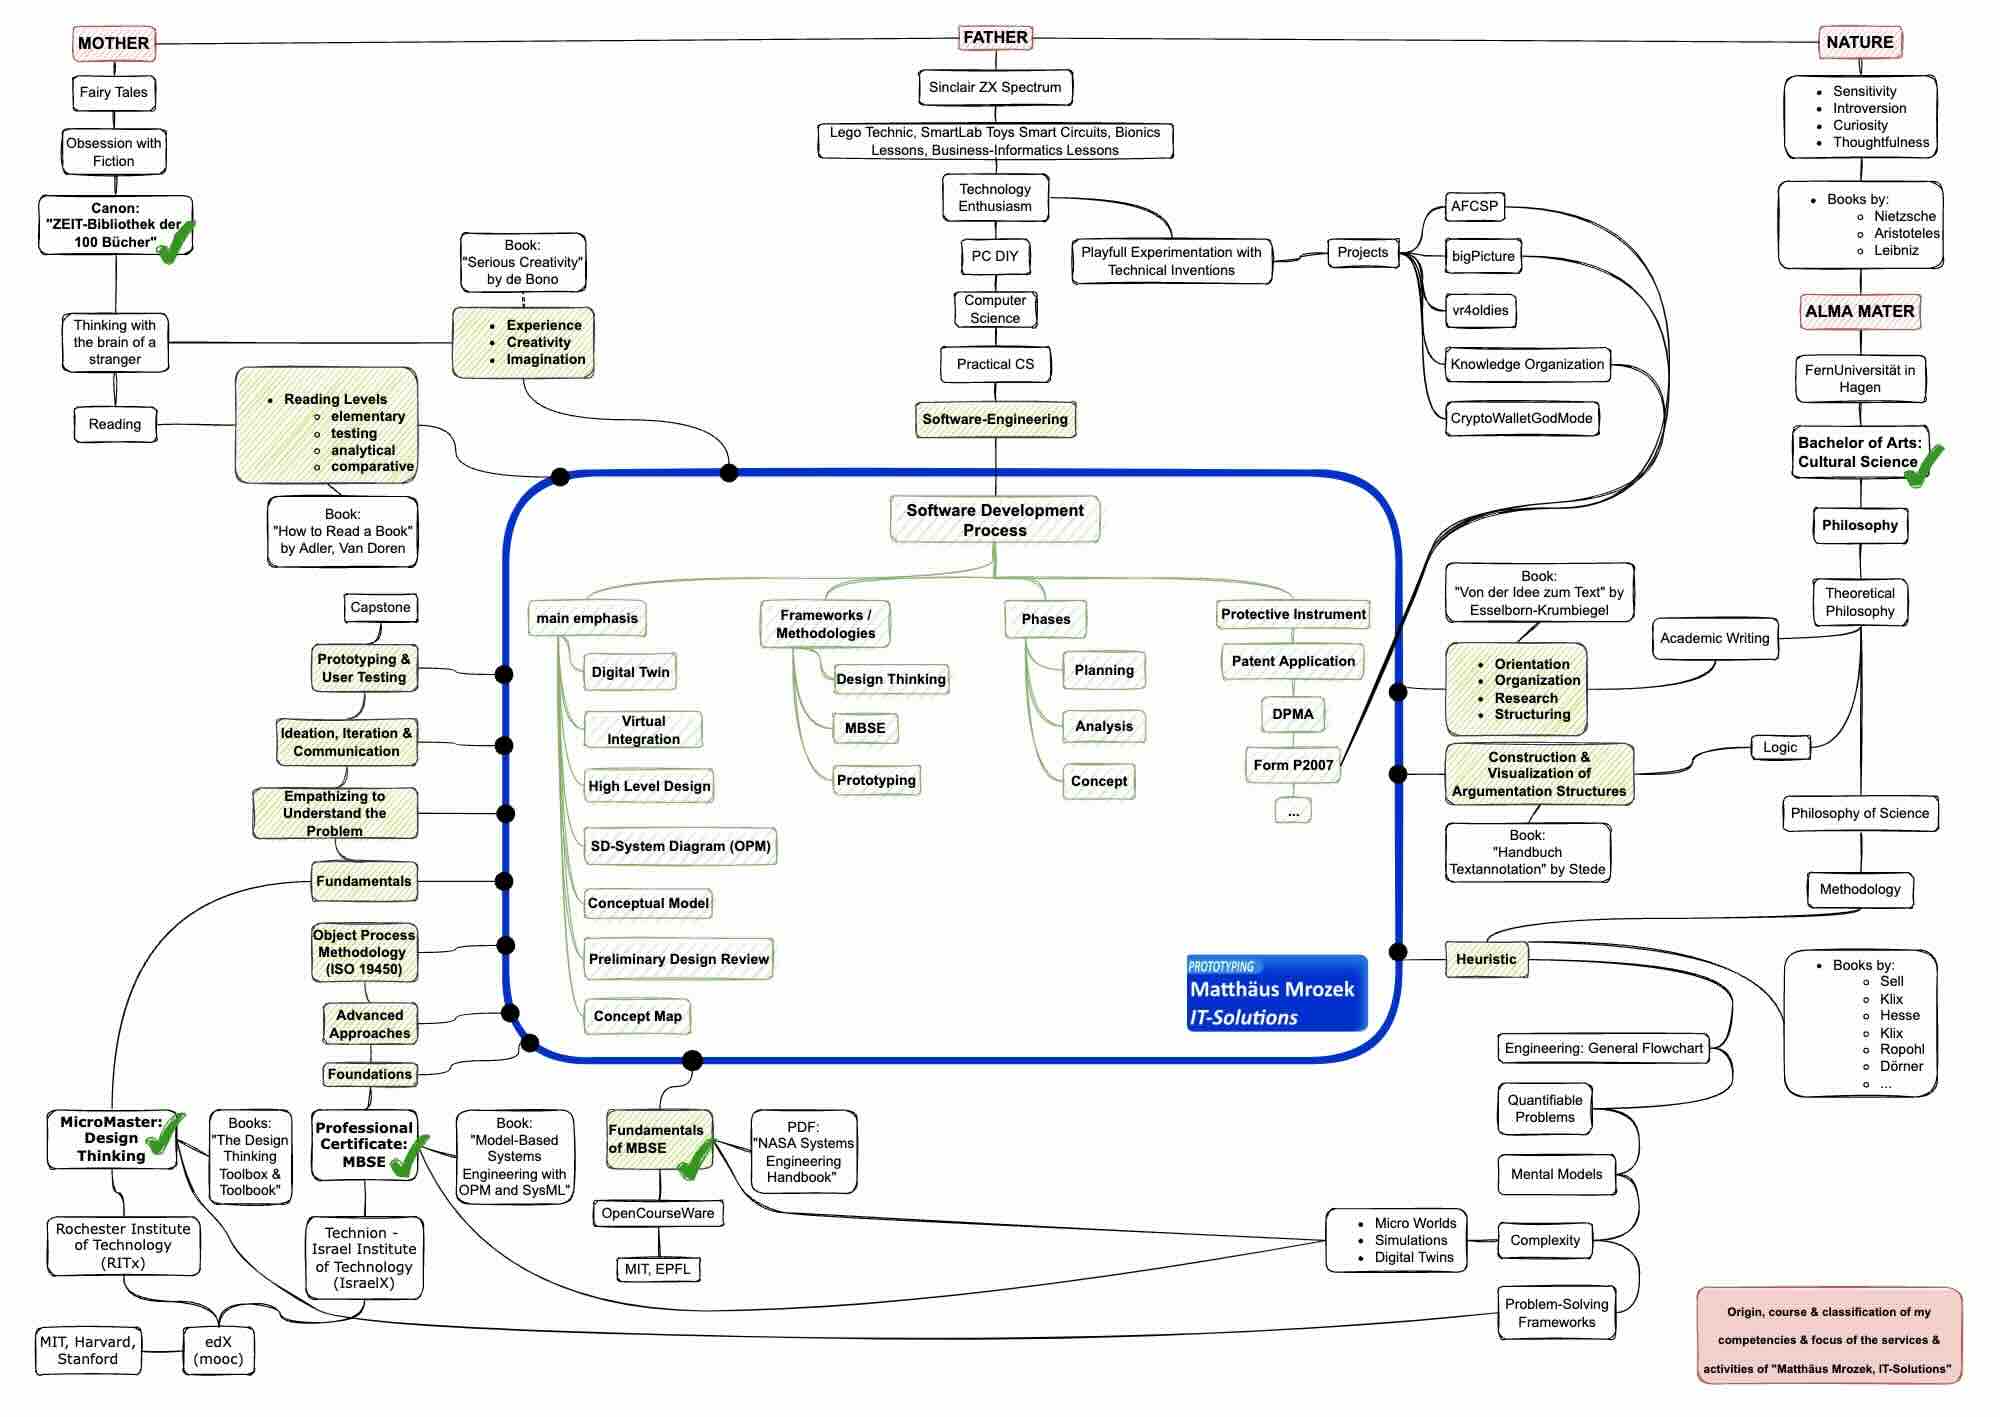 MOTHER
FATHER
NATURE
Fairy Tales
Obsession with
Fiction
Canon:
"ZEIT-Bibliothek der
100 Bücher"
Thinking with
the brain of a
stranger
Reading
Book:
"Serious Creativity"
by de Bono
Experience
Creativity
Imagination
Reading Levels
elementary
testing
analytical
comparative
Book:
"How to Read a Book"
by Adler, Van Doren
Sinclair ZX Spectrum
Lego Technic, SmartLab Toys Smart Circuits, Bionics
Lessons, Business-Informatics Lessons
Technology
Enthusiasm
PC DIY
Computer
Science
Practical CS
Software-Engineering
Playfull Experimentation with
Technical Inventions
Projects
AFCSP
bigPicture
vr4oldies
Knowledge Organization
CryptoWalletGodMode
Sensitivity
Introversion
Curiosity
Thoughtfulness
Books by:
Nietzsche
Aristoteles
Leibniz
ALMA MATER
FernUniversität in
Hagen
Bachelor of Arts:
Cultural Science
Philosophy
Theoretical
Philosophy
Academic Writing
Logic
Philosophy of Science
Methodology
Book:
"Von der Idee zum Text" by
Esselborn-Krumbiegel
Orientation
Organization
Research
Structuring
Construction &
Visualization of
Argumentation Structures
Book:
"Handbuch
Textannotation" by Stede
Heuristic
Books by:
Sell
Klix
Hesse
Klix
Ropohl
Dörner
...
Engineering: General Flowchart
Quantifiable
Problems
Mental Models
Complexity
Problem-Solving
Frameworks
Micro Worlds
Simulations
Digital Twins
Software Development
Process
main emphasis
Digital Twin
Virtual
Integration
High Level Design
SD-System Diagram (OPM)
Conceptual Model
Preliminary Design Review
Concept Map
Frameworks /
Methodologies
Design Thinking
MBSE
Prototyping
Phases
Planning
Analysis
Concept
Protective Instrument
Patent Application
DPMA
Form P2007
...
PROTOTYPING
Matthäus Mrozek
IT-Solutions
Capstone
Prototyping &
User Testing
Ideation, Iteration &
Communication
Empathizing to
Understand the
Problem
Fundamentals
Object Process
Methodology
(ISO 19450)
Advanced
Approaches
Foundations
MicroMaster:
Design
Thinking
Books:
"The Design
Thinking
Toolbox &
Toolbook"
Professional
Certificate:
MBSE
Book:
"Model-Based
Systems
Engineering with
OPM and SysML"
Fundamentals
of MBSE
PDF:
"NASA Systems
Engineering
Handbook"
OpenCourseWare
MIT, EPFL
Rochester Institute
of Technology
(RITx)
Technion -
Israel Institute
of Technology
(IsraelX)
MIT, Harvard,
Stanford
edX
(mooc)
Origin, course & classification of my
competencies & focus of the services &
activities of "Matthäus Mrozek, IT-Solutions"